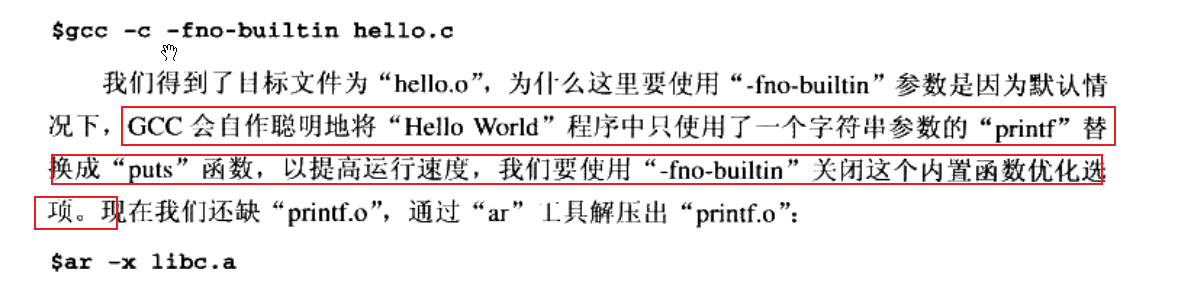 $gcc -c -fno-builtin hello.c
我们得到了目标文件为“hello.o”，为什么这里要使用“-fno-builtin”参数是因为默认情
况下，GCC 会自作聪明地将“Hello World”程序中只使用了一个字符串参数的“printf”替
换成“puts”函数，以提高运行速度，我们要使用“-fno-builtin”关闭这个内置函数优化选
项。现在我们还缺“printf.o”，通过“ar”工具解压出“printf.o”：
$ar -x libc.a